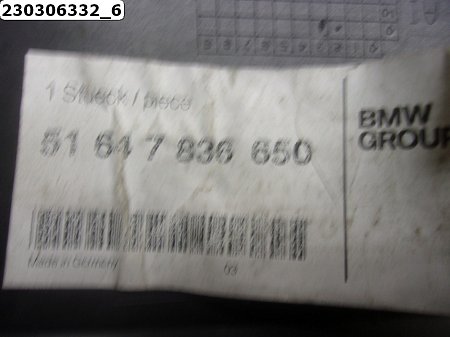 230306332_6
1 Stueck / piece
51 64 7 836 650
BMW
GROUP
Made in Germany
03